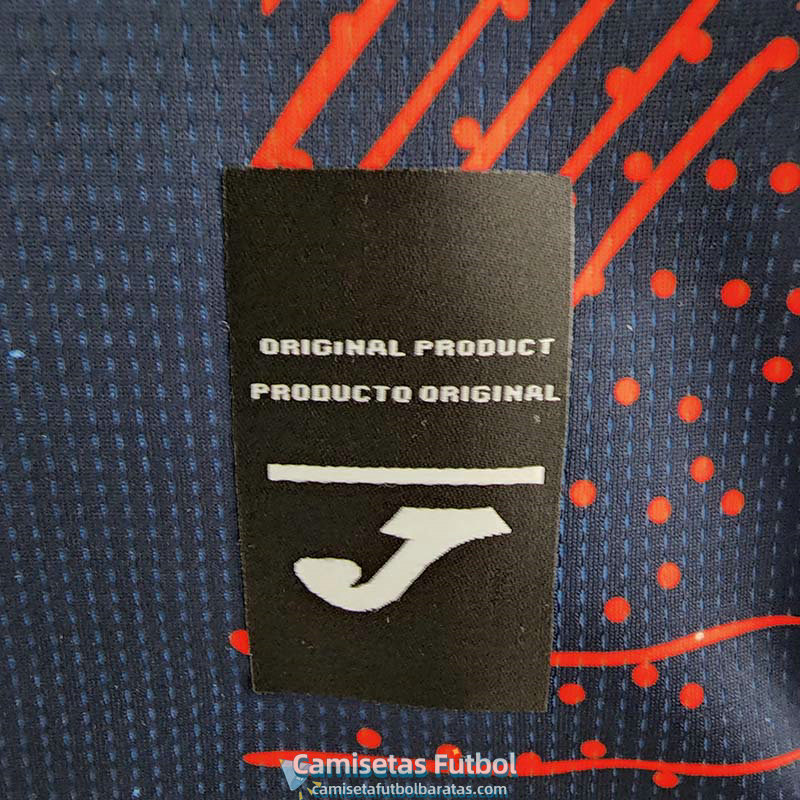 ORIGINAL PRODUCT
PRODUCTO ORIGINAL
Camisetas Futbol
camisetafutbolbaratas.com